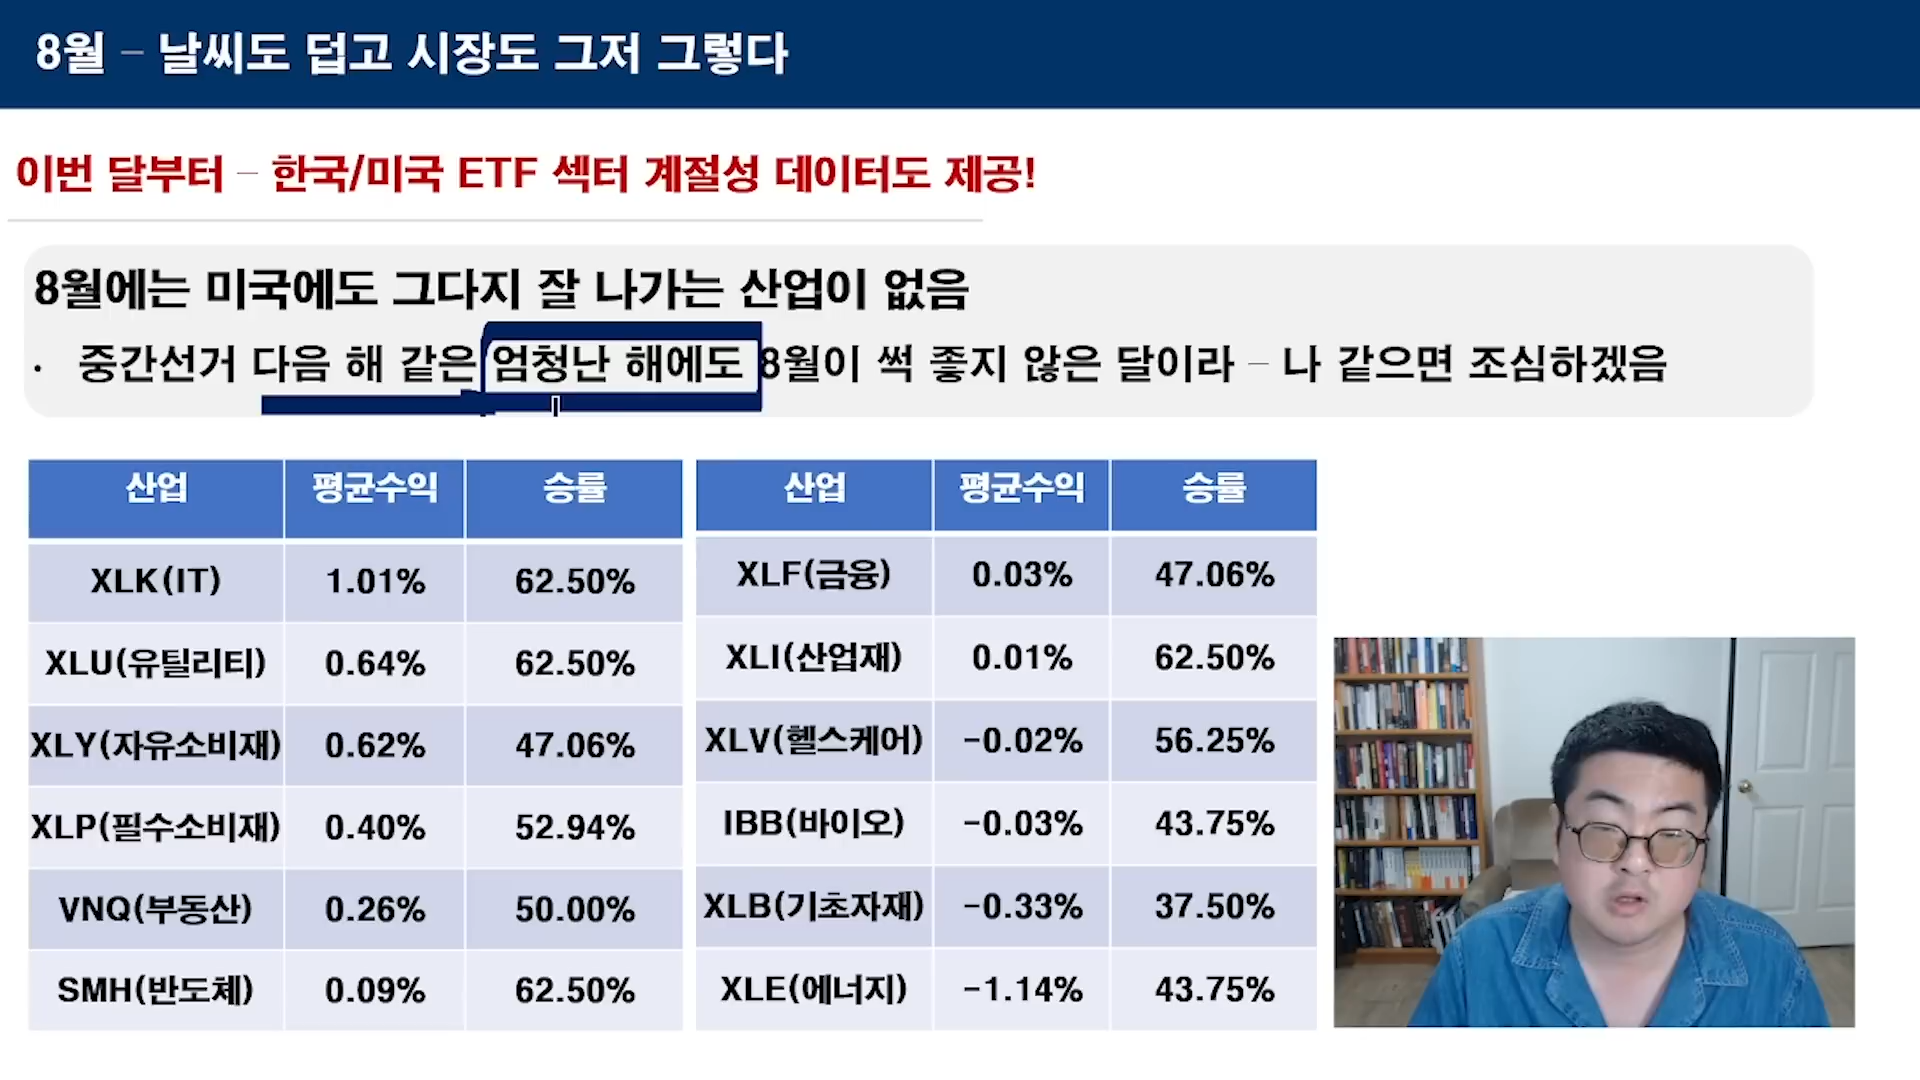 8월 – 날씨도 덥고 시장도 그저 그렇다
이번 달부터 – 한국/미국 ETF 섹터 계절성 데이터도 제공!
8월에는 미국에도 그다지 잘 나가는 산업이 없음
· 중간선거 다음 해 같은 엄청난 해에도 8월이 썩 좋지 않은 달이라 – 나 같으면 조심하겠음
산업 평균수익 승률
XLK(IT) 1.01% 62.50%
XLU(유틸리티) 0.64% 62.50%
XLY(자유소비재) 0.62% 47.06%
XLP(필수소비재) 0.40% 52.94%
VNQ(부동산) 0.26% 50.00%
SMH(반도체) 0.09% 62.50%
산업 평균수익 승률
XLF(금융) 0.03% 47.06%
XLI(산업재) 0.01% 62.50%
XLV(헬스케어) -0.02% 56.25%
IBB(바이오) -0.03% 43.75%
XLB(기초자재) -0.33% 37.50%
XLE(에너지) -1.14% 43.75%